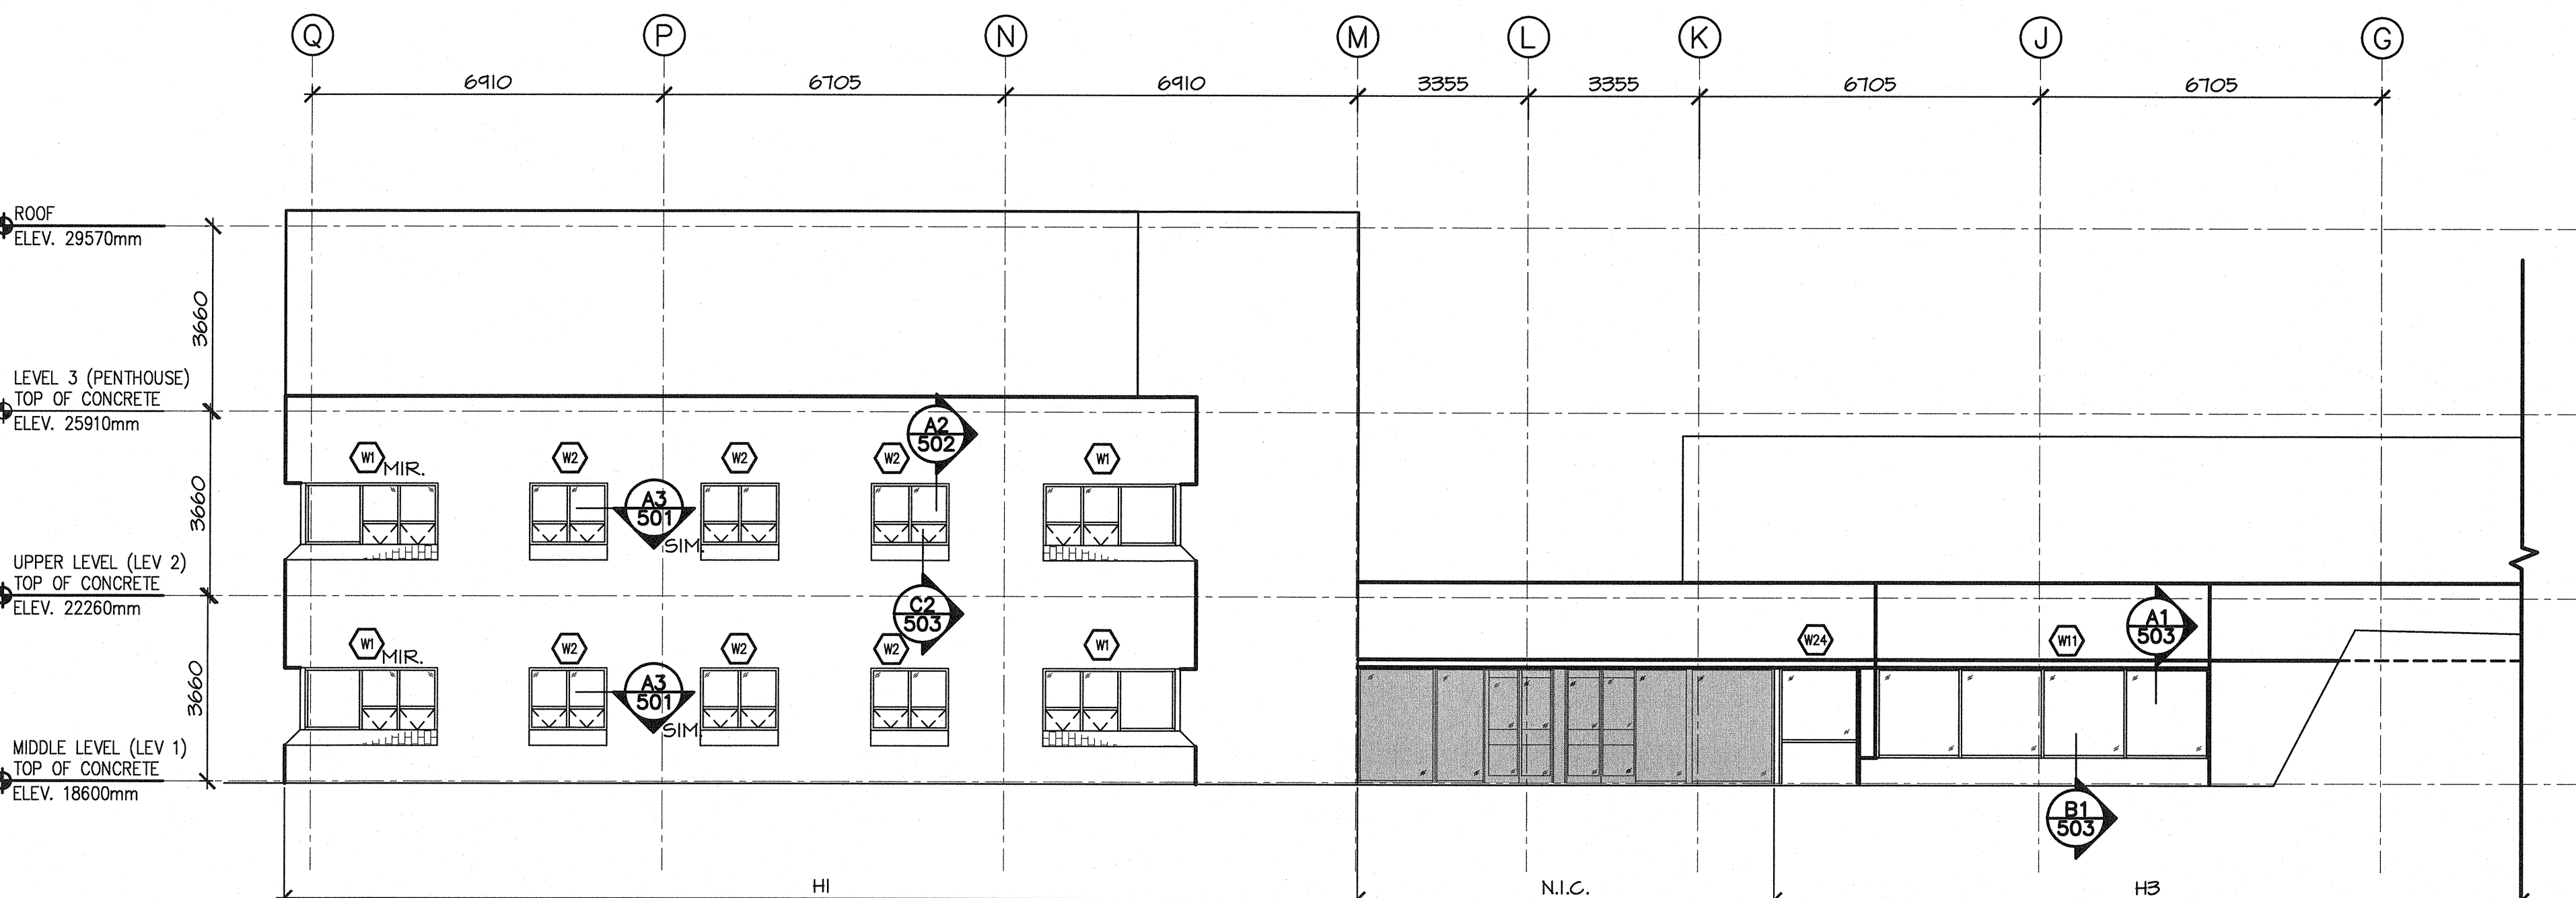 Q P N M L K J G
6910 6705 6910 3355 3355 6705 6705
ROOF
ELEV. 29570mm
3660
LEVEL 3 (PENTHOUSE)
TOP OF CONCRETE
ELEV. 25910mm
3660
UPPER LEVEL (LEV 2)
TOP OF CONCRETE
ELEV. 22260mm
3660
MIDDLE LEVEL (LEV 1)
TOP OF CONCRETE
ELEV. 18600mm
A2
502
W1 MIR. W2 W2 W2 W1
A3
501
SIM.
C2
503
W1 MIR. W2 W2 W2 W1
A3
501
SIM.
W24 W11
A1
503
B1
503
H1 N.I.C. H3